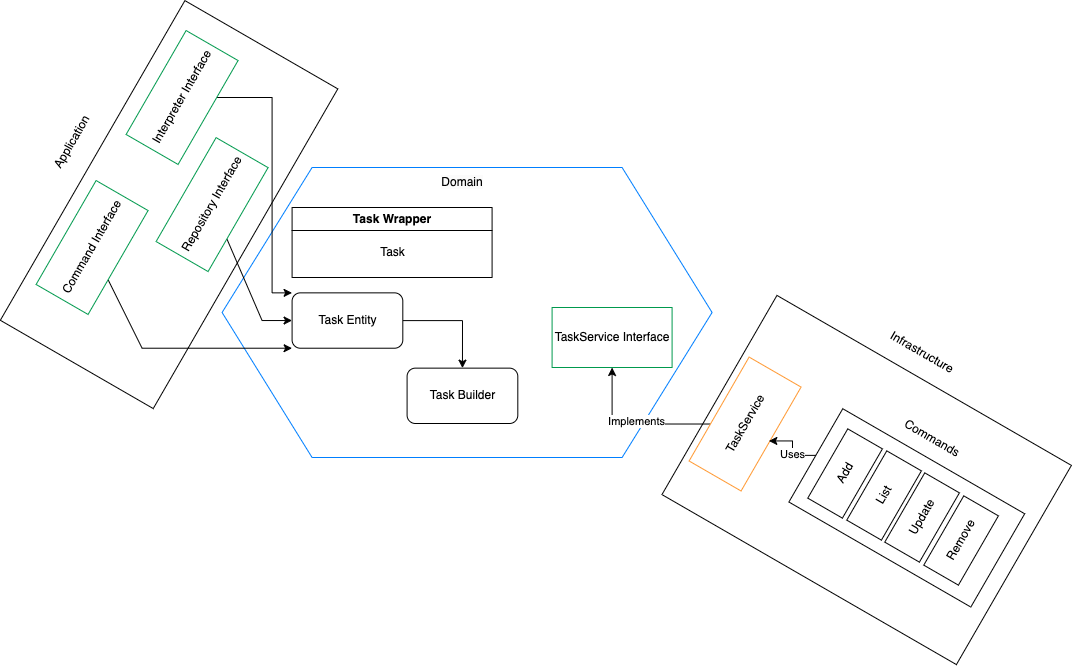 Application
Interpreter Interface
Repository Interface
Command Interface
Domain
Task Wrapper
Task
Task Entity
Task Builder
TaskService Interface
Implements
Infrastructure
TaskService
Uses
Commands
Add
List
Update
Remove